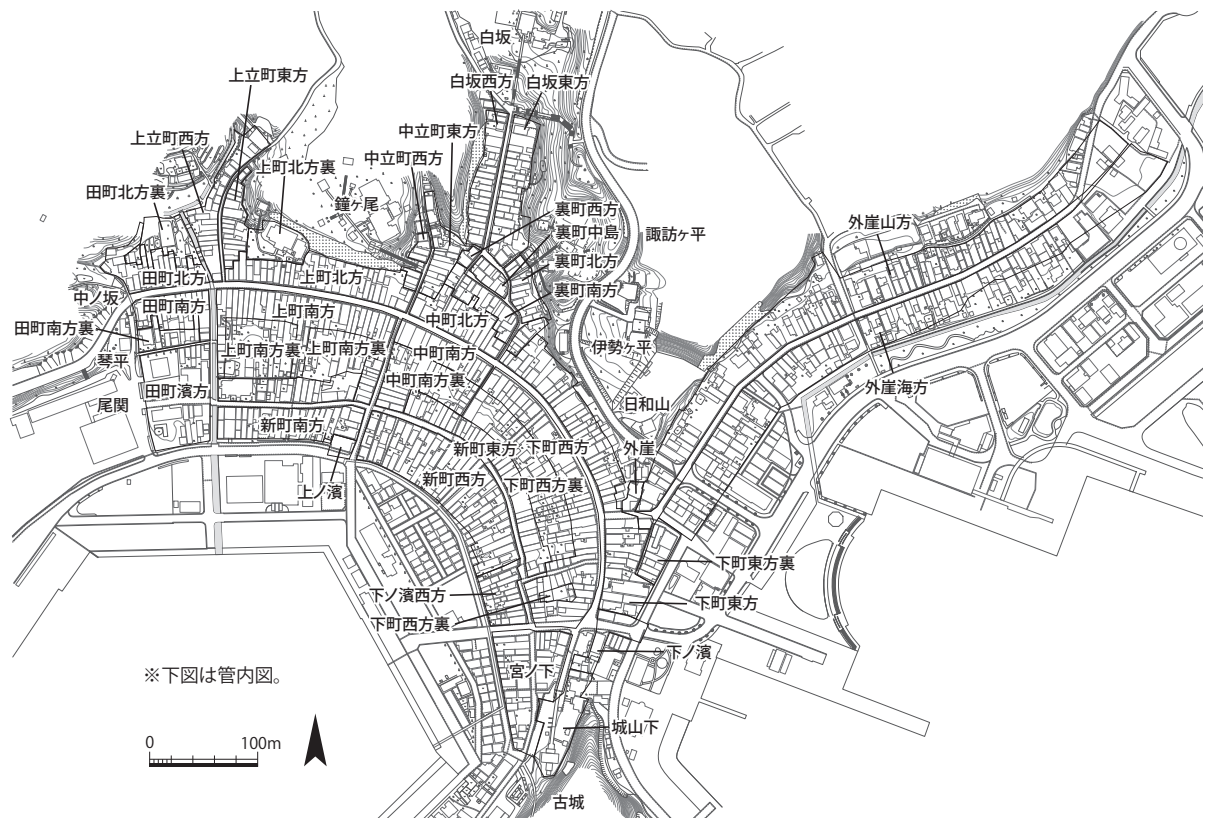 白坂
上立町東方
白坂西方
白坂東方
上立町西方
中立町東方
中立町西方
上町北方裏
田町北方裏
鐘ヶ尾
裏町西方
外崖山方
裏町中島
諏訪ヶ平
裏町北方
田町北方
上町北方
裏町南方
中ノ坂
田町南方
上町南方
中町北方
田町南方裏
上町南方裏
上町南方裏
中町南方
伊勢ヶ平
琴平
中町南方裏
外崖海方
田町濱方
尾関
日和山
新町南方
新町東方
下町西方
外崖
新町西方
下町西方裏
上ノ濱
下町東方裏
下ノ濱西方
下町東方
下町西方裏
下ノ濱
宮ノ下
※下図は管内図。
城山下
0 100m
古城